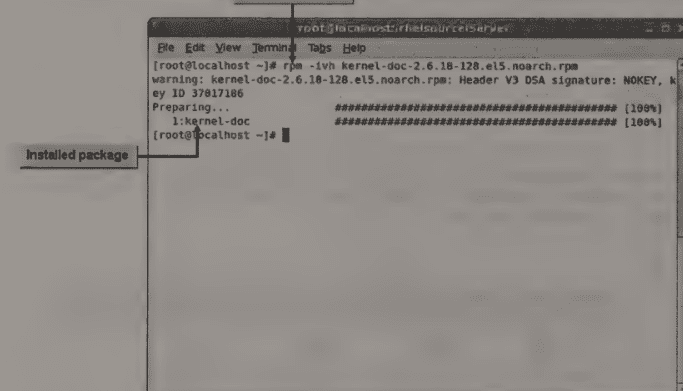 root@localhost:/rhelsource/Server
File Edit View Terminal Tabs Help
[root@localhost ~]# rpm -ivh kernel-doc-2.6.18-128.el5.noarch.rpm
warning: kernel-doc-2.6.18-128.el5.noarch.rpm: Header V3 DSA signature: NOKEY, k
ey ID 37017186
Preparing... ########################################### [100%]
1:kernel-doc ########################################### [100%]
[root@localhost ~]#
Installed package